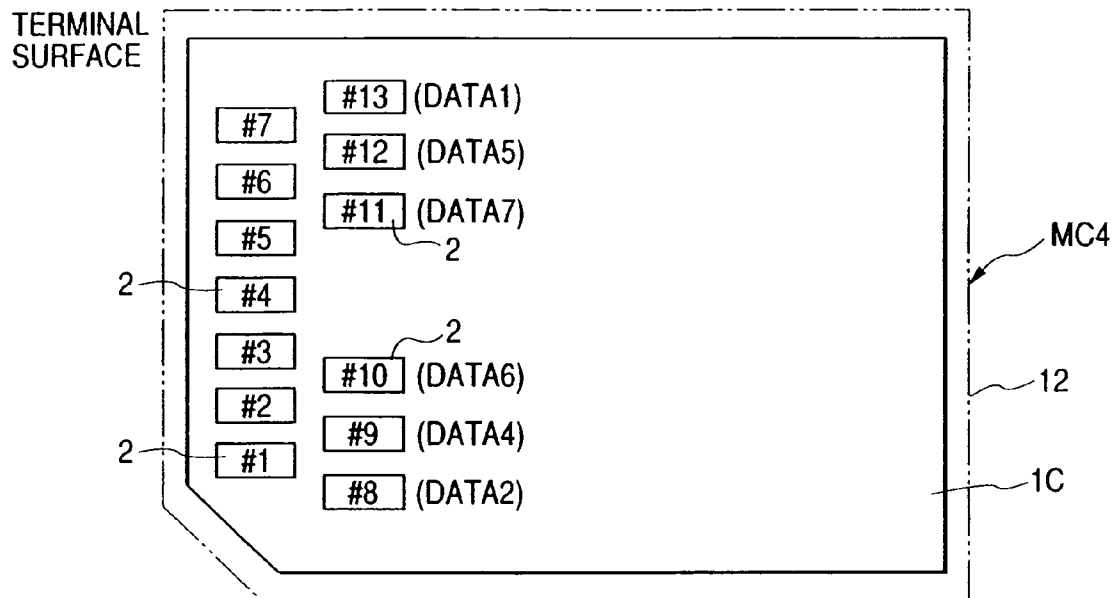 TERMINAL
SURFACE
#13 (DATA1)
#7
#12 (DATA5)
#6
#11 (DATA7)
#5
2
MC4
2
#4
2
#3
#10 (DATA6)
12
#2
#9 (DATA4)
2
#1
#8 (DATA2)
1C